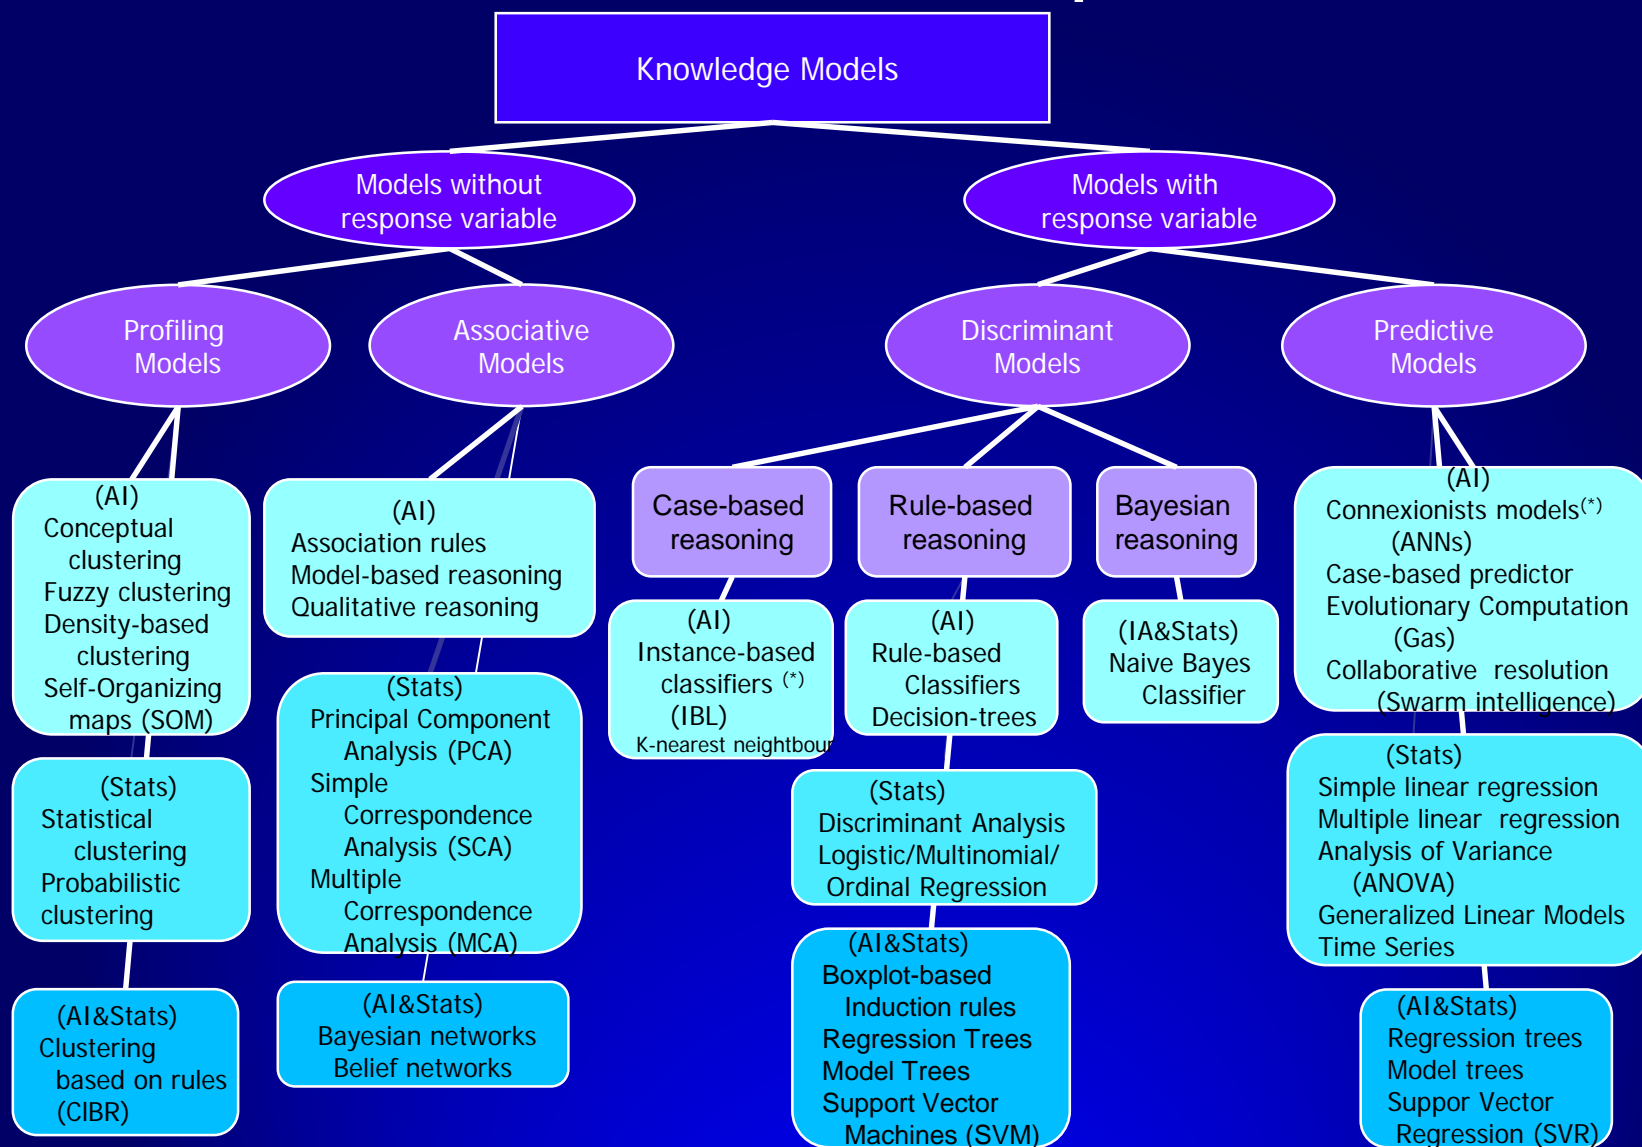 Knowledge Models
Models without
response variable
Models with
response variable
Profiling
Models
Associative
Models
Discriminant
Models
Predictive
Models
(AI)
Conceptual
clustering
Fuzzy clustering
Density-based
clustering
Self-Organizing
maps (SOM)
(Stats)
Statistical
clustering
Probabilistic
clustering
(AI&Stats)
Clustering
based on rules
(ClBR)
(AI)
Association rules
Model-based reasoning
Qualitative reasoning
(Stats)
Principal Component
Analysis (PCA)
Simple
Correspondence
Analysis (SCA)
Multiple
Correspondence
Analysis (MCA)
(AI&Stats)
Bayesian networks
Belief networks
Case-based
reasoning
(AI)
Instance-based
classifiers (*)
(IBL)
K-nearest neighbour
Rule-based
reasoning
(AI)
Rule-based
Classifiers
Decision-trees
(Stats)
Discriminant Analysis
Logistic/Multinomial/
Ordinal Regression
(AI&Stats)
Boxplot-based
Induction rules
Regression Trees
Model Trees
Support Vector
Machines (SVM)
Bayesian
reasoning
(IA&Stats)
Naive Bayes
Classifier
(AI)
Connexionists models(*)
(ANNs)
Case-based predictor
Evolutionary Computation
(Gas)
Collaborative resolution
(Swarm intelligence)
(Stats)
Simple linear regression
Multiple linear regression
Analysis of Variance
(ANOVA)
Generalized Linear Models
Time Series
(AI&Stats)
Regression trees
Model trees
Suppor Vector
Regression (SVR)